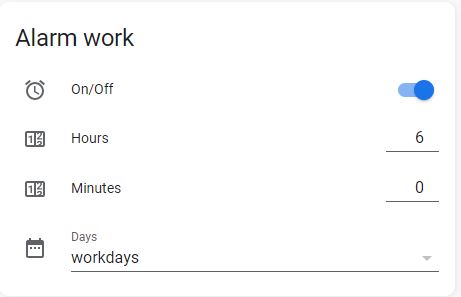 Alarm work
On/Off
Hours 6
Minutes 0
Days
workdays